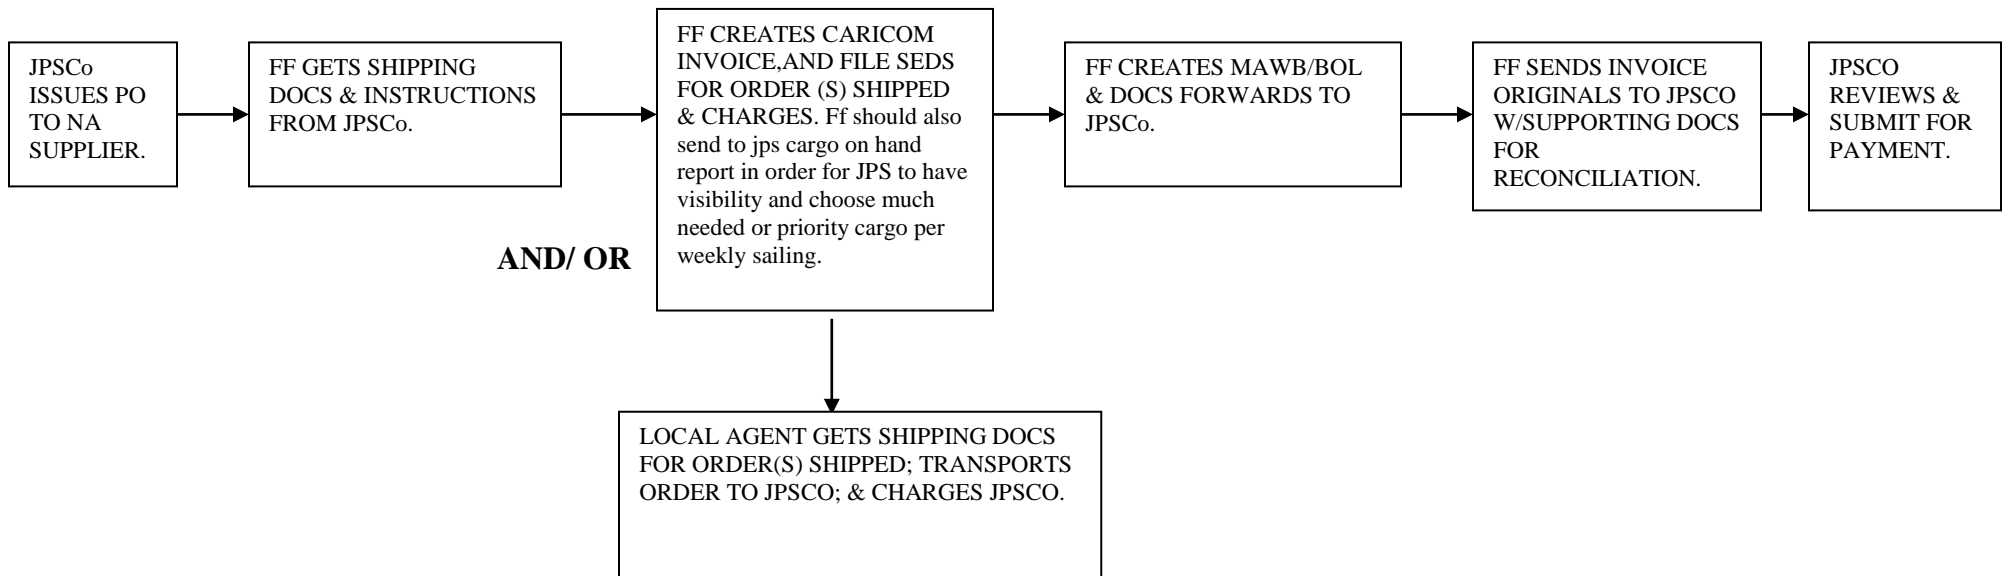 JPSCo
ISSUES PO
TO NA
SUPPLIER.
FF GETS SHIPPING
DOCS & INSTRUCTIONS
FROM JPSCo.
FF CREATES CARICOM
INVOICE,AND FILE SEDS
FOR ORDER (S) SHIPPED
& CHARGES. Ff should also
send to jps cargo on hand
report in order for JPS to have
visibility and choose much
needed or priority cargo per
weekly sailing.
FF CREATES MAWB/BOL
& DOCS FORWARDS TO
JPSCo.
FF SENDS INVOICE
ORIGINALS TO JPSCO
W/SUPPORTING DOCS
FOR
RECONCILIATION.
JPSCO
REVIEWS &
SUBMIT FOR
PAYMENT.
AND/ OR
LOCAL AGENT GETS SHIPPING DOCS
FOR ORDER(S) SHIPPED; TRANSPORTS
ORDER TO JPSCO; & CHARGES JPSCO.